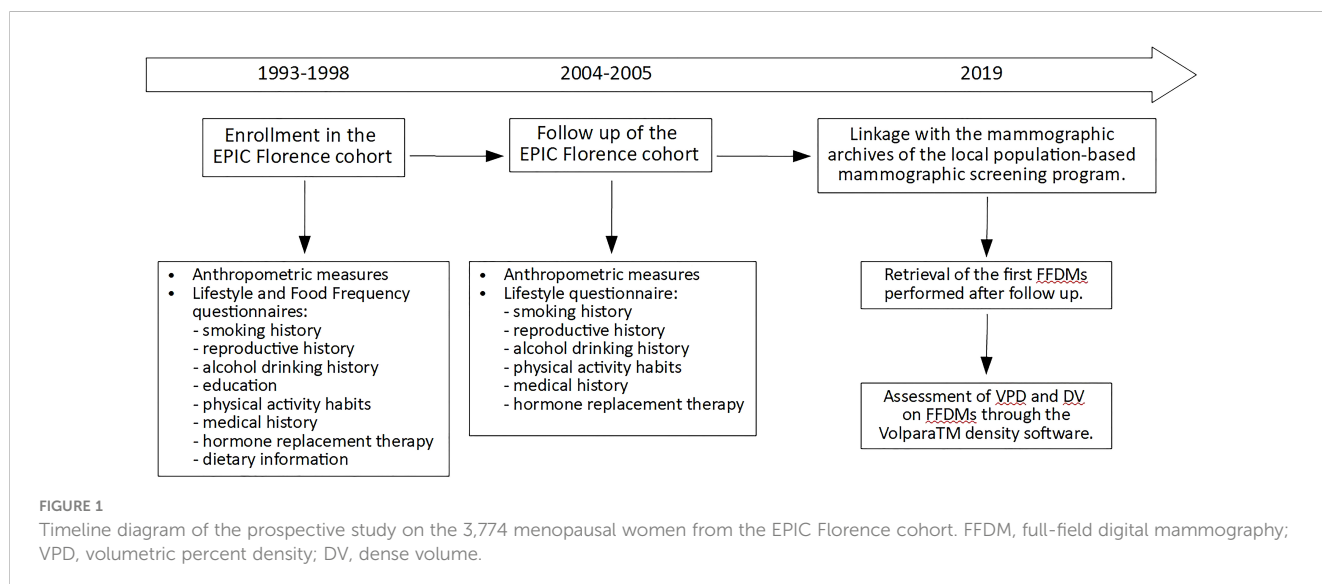 1993-1998
2004-2005
2019
Enrollment in the
EPIC Florence cohort
Follow up of the
EPIC Florence cohort
Linkage with the mammographic
archives of the local population-based
mammographic screening program.
• Anthropometric measures
• Lifestyle and Food Frequency
questionnaires:
- smoking history
- reproductive history
- alcohol drinking history
- education
- physical activity habits
- medical history
- hormone replacement therapy
- dietary information
• Anthropometric measures
• Lifestyle questionnaire:
- smoking history
- reproductive history
- alcohol drinking history
- physical activity habits
- medical history
- hormone replacement therapy
Retrieval of the first FFDMs
performed after follow up.
Assessment of VPD and DV
on FFDMs through the
VolparaTM density software.
FIGURE 1
Timeline diagram of the prospective study on the 3,774 menopausal women from the EPIC Florence cohort. FFDM, full-field digital mammography;
VPD, volumetric percent density; DV, dense volume.